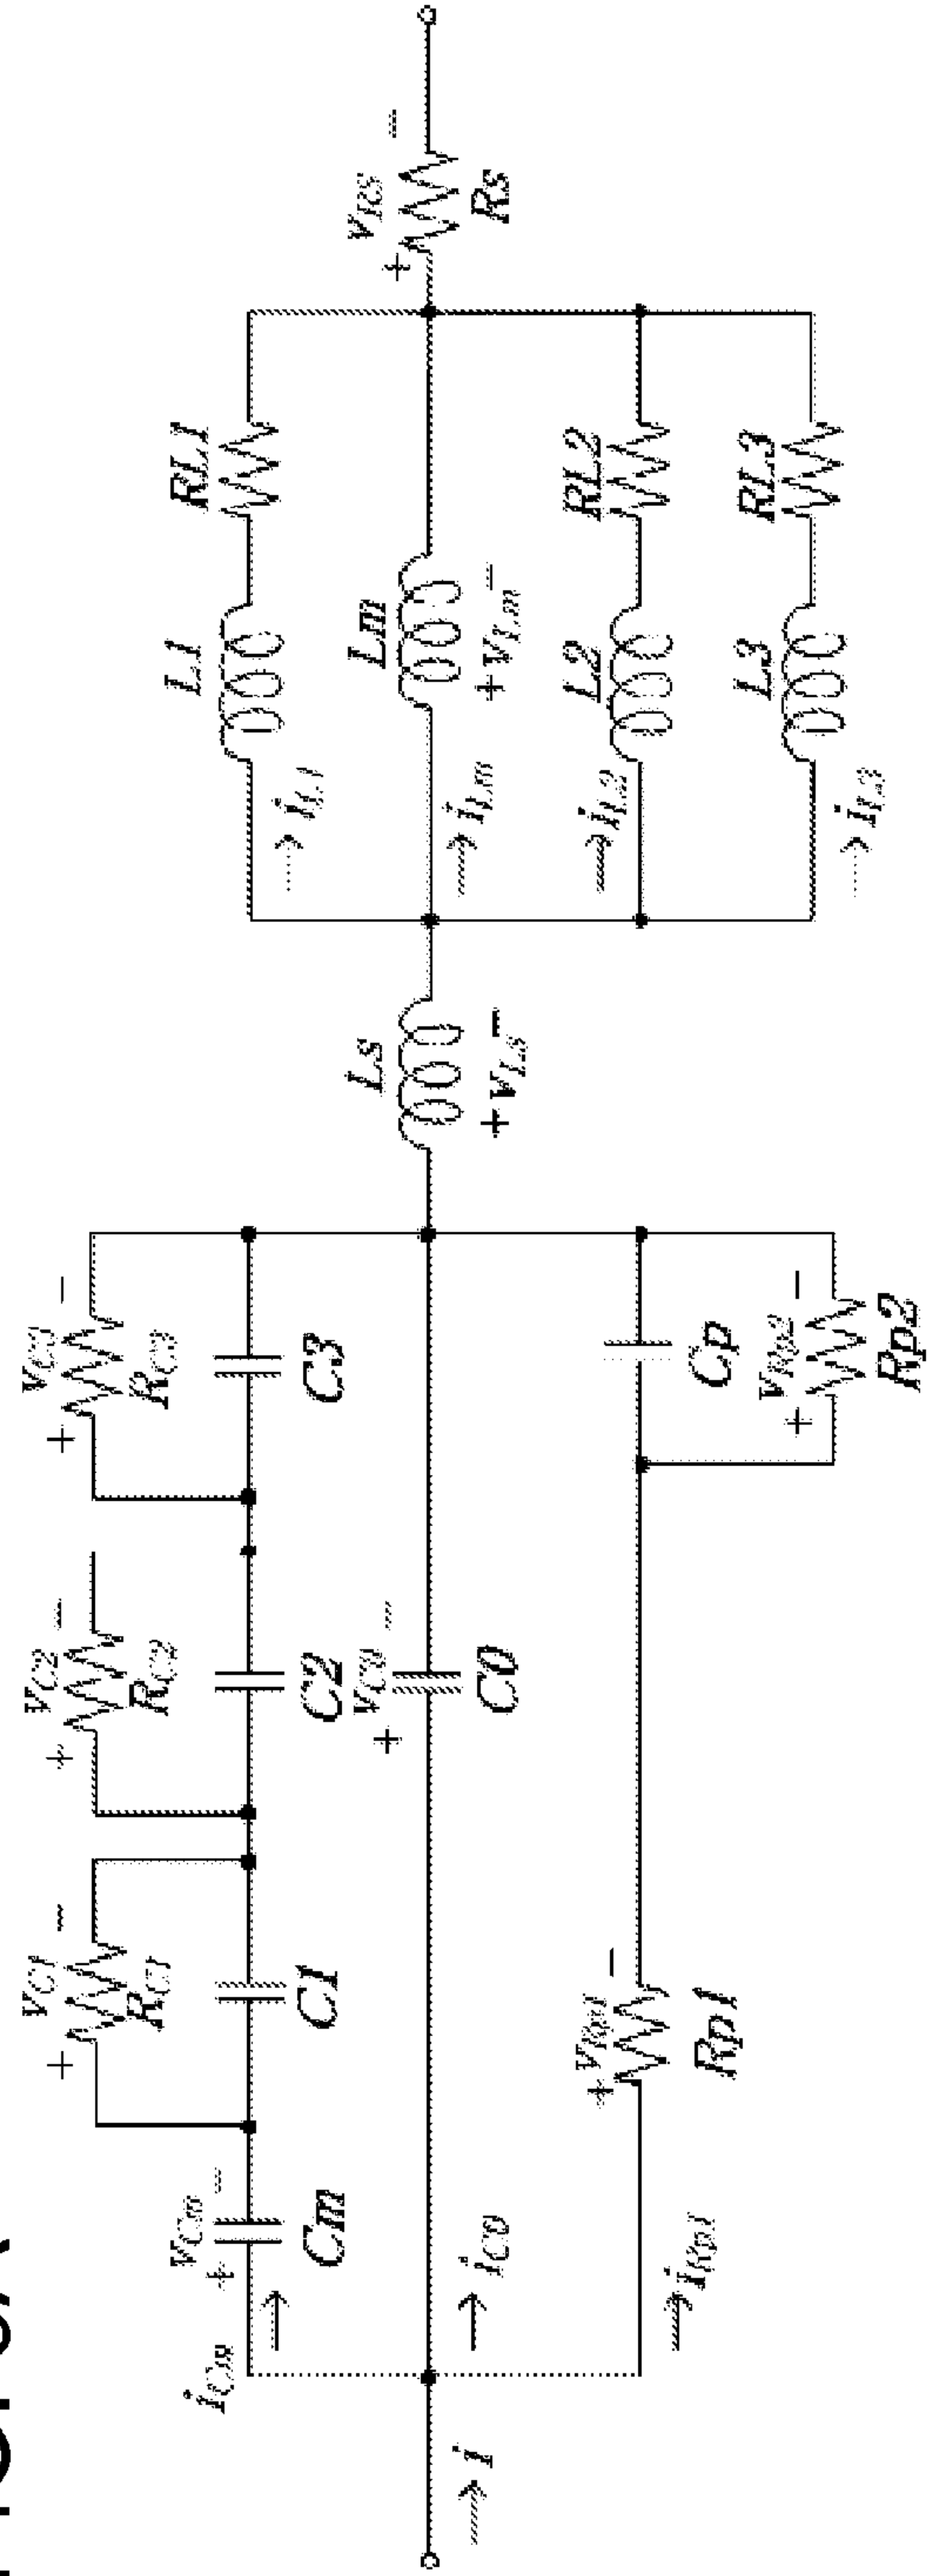 vC1 vC2 vC3
+ − + − + −
RC1 RC2 RC3
vCm
+ −
iCm
→
Cm C1 C2 C3
vC0
+ −
→ i → iC0
C0
Ls
+ vLs −
vRp1
+ −
→ iRp1
Rp1
Cp
vRp2
+ −
Rp2
L1 RL1
→ iL1
Lm
→ iLm
+ vLm −
L2 RL2
→ iL2
L3 RL3
→ iL3
vRS
+ −
Rs